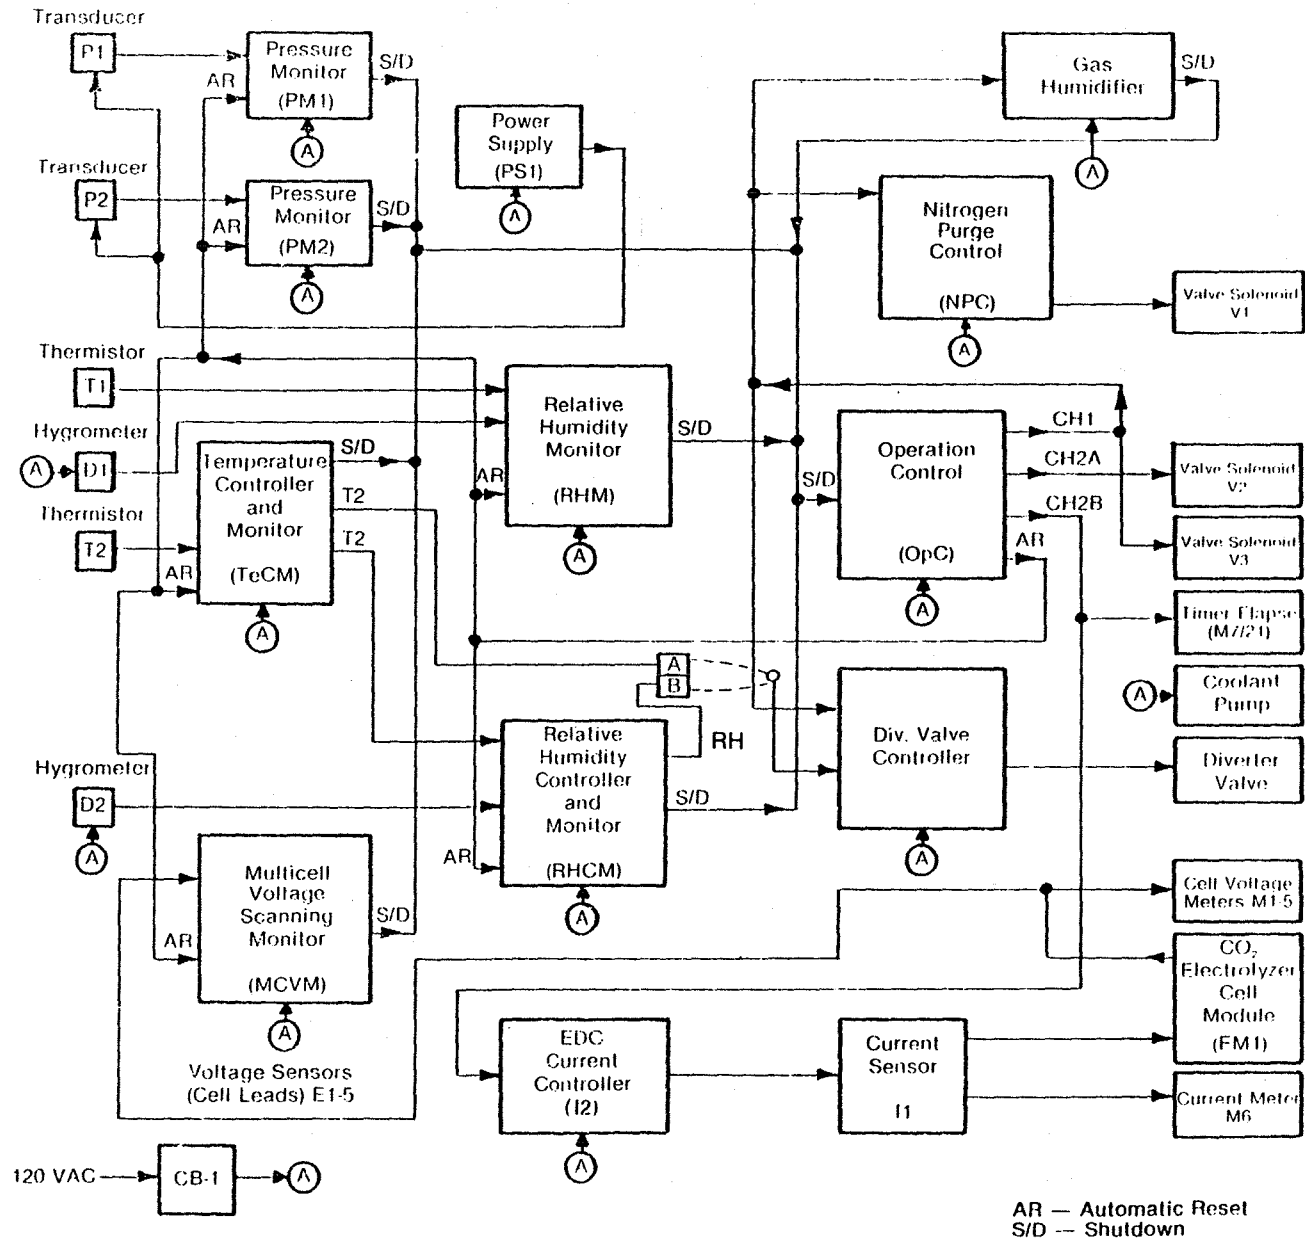 Transducer
P1
Pressure
Monitor
(PM1)
AR
S/D
A
Transducer
P2
Pressure
Monitor
(PM2)
AR
S/D
A
Power
Supply
(PS1)
A
Gas
Humidifier
S/D
A
Nitrogen
Purge
Control
(NPC)
A
Valve Solenoid
V1
Thermistor
T1
Hygrometer
A
D1
Thermistor
T2
Temperature
Controller
and
Monitor
(TeCM)
AR
S/D
T2
T2
A
Relative
Humidity
Monitor
(RHM)
AR
S/D
A
Operation
Control
(OpC)
S/D
CH1
CH2A
CH2B
AR
A
Valve Solenoid
V2
Valve Solenoid
V3
Timer Elapse
Coolant
Pump
A
Diverter
Valve
A
B
RH
Div. Valve
Controller
A
Hygrometer
D2
A
Relative
Humidity
Controller
and
Monitor
(RHCM)
AR
S/D
A
Multicell
Voltage
Scanning
Monitor
(MCVM)
AR
S/D
A
Voltage Sensors
(Cell Leads) E1-5
Cell Voltage
Meters M1-5
CO₂
Electrolyzer
Cell
Module
EDC
Current
Controller
(I2)
A
Current
Sensor
I1
Current Meter
M6
120 VAC
CB-1
A
AR — Automatic Reset
S/D — Shutdown